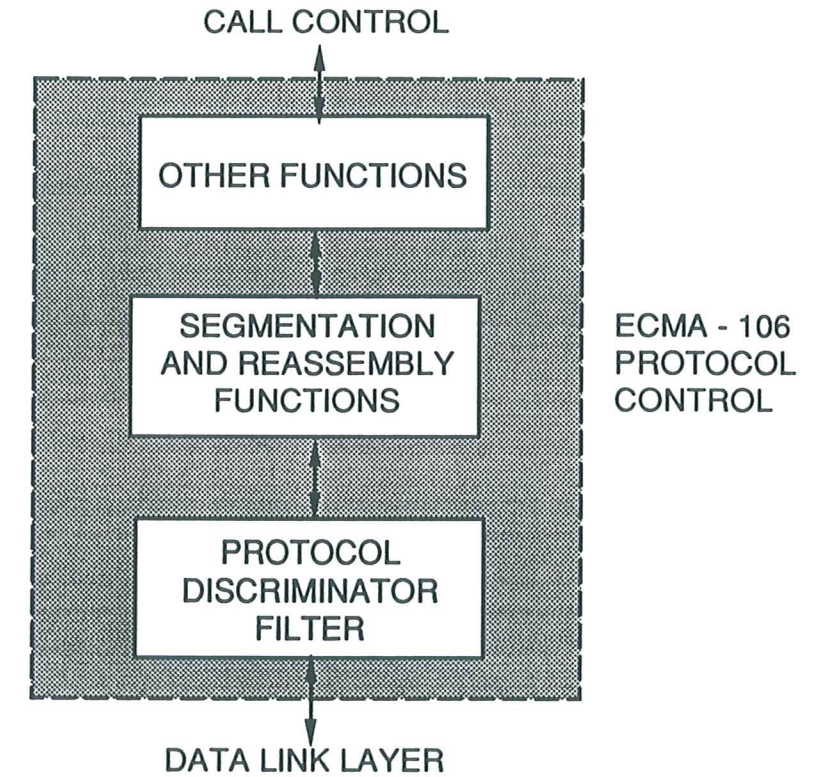 CALL CONTROL
OTHER FUNCTIONS
SEGMENTATION
AND REASSEMBLY
FUNCTIONS
ECMA - 106
PROTOCOL
CONTROL
PROTOCOL
DISCRIMINATOR
FILTER
DATA LINK LAYER